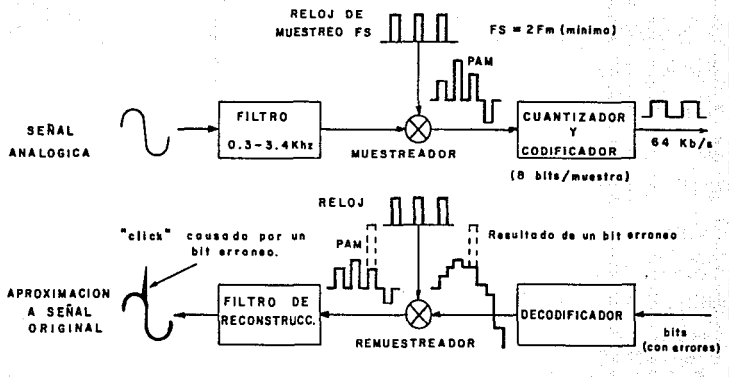 RELOJ DE
MUESTREO FS
FS = 2Fm (mínimo)
PAM
SEÑAL
ANALOGICA
FILTRO
0.3-3.4Khz
MUESTREADOR
CUANTIZADOR
Y
CODIFICADOR
64 Kb/s
(8 bits/muestra)
RELOJ
"click" causado por un
bit erroneo.
PAM
Resultado de un bit erroneo
APROXIMACION
A SEÑAL
ORIGINAL
FILTRO DE
RECONSTRUCC.
REMUESTREADOR
DECODIFICADOR
bits
(con errores)